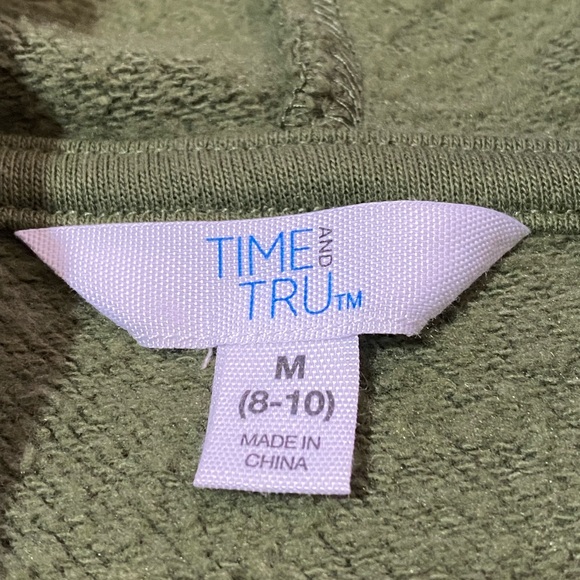 TIME AND
TRU™
M
(8-10)
MADE IN
CHINA